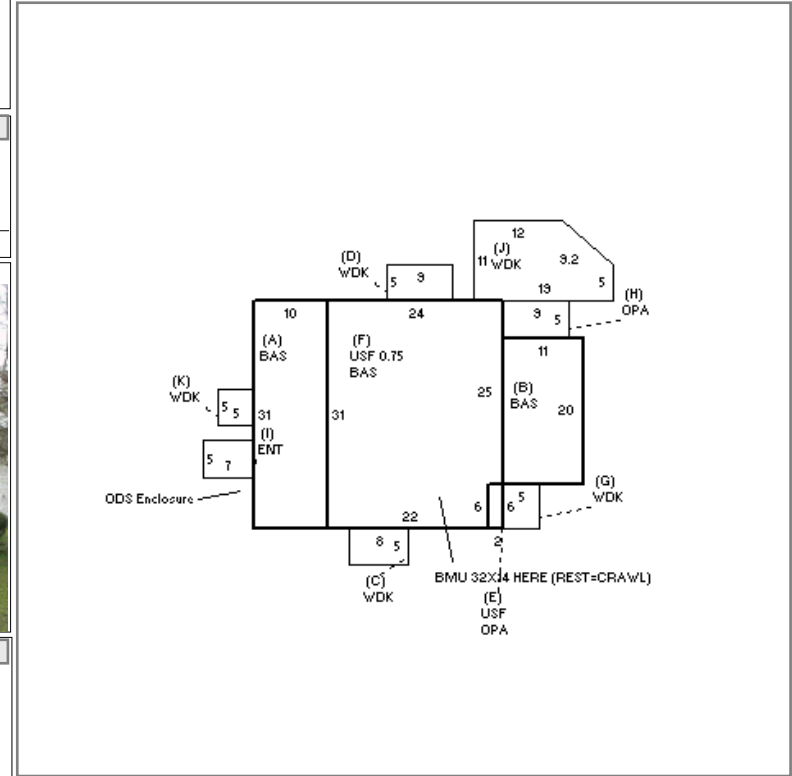 12
(J)
WDK
11
9.2
19
5
(D)
WDK
5
9
(H)
OPA
9
5
10
24
(A)
BAS
(F)
USF 0.75
BAS
11
25
(B)
BAS
20
(K)
WDK
5
5
31
31
(I)
ENT
5
7
ODS Enclosure
(G)
WDK
5
6
6
22
2
8
5
(C)
WDK
HERE (REST=CRAWL)
BMU
(E)
USF
OPA